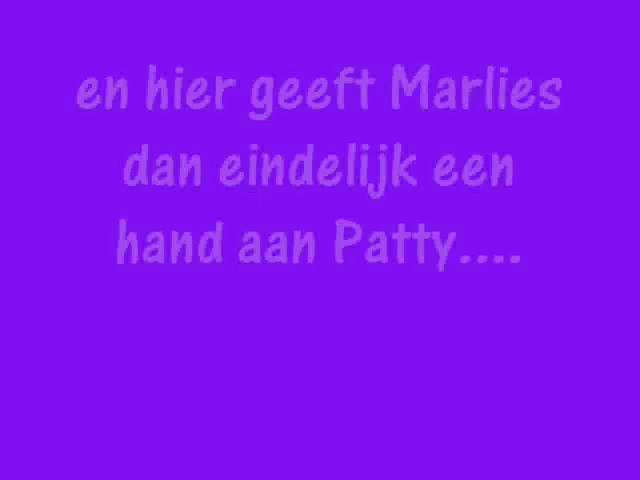 en hier geeft Marlies
dan eindelijk een
hand aan Patty....